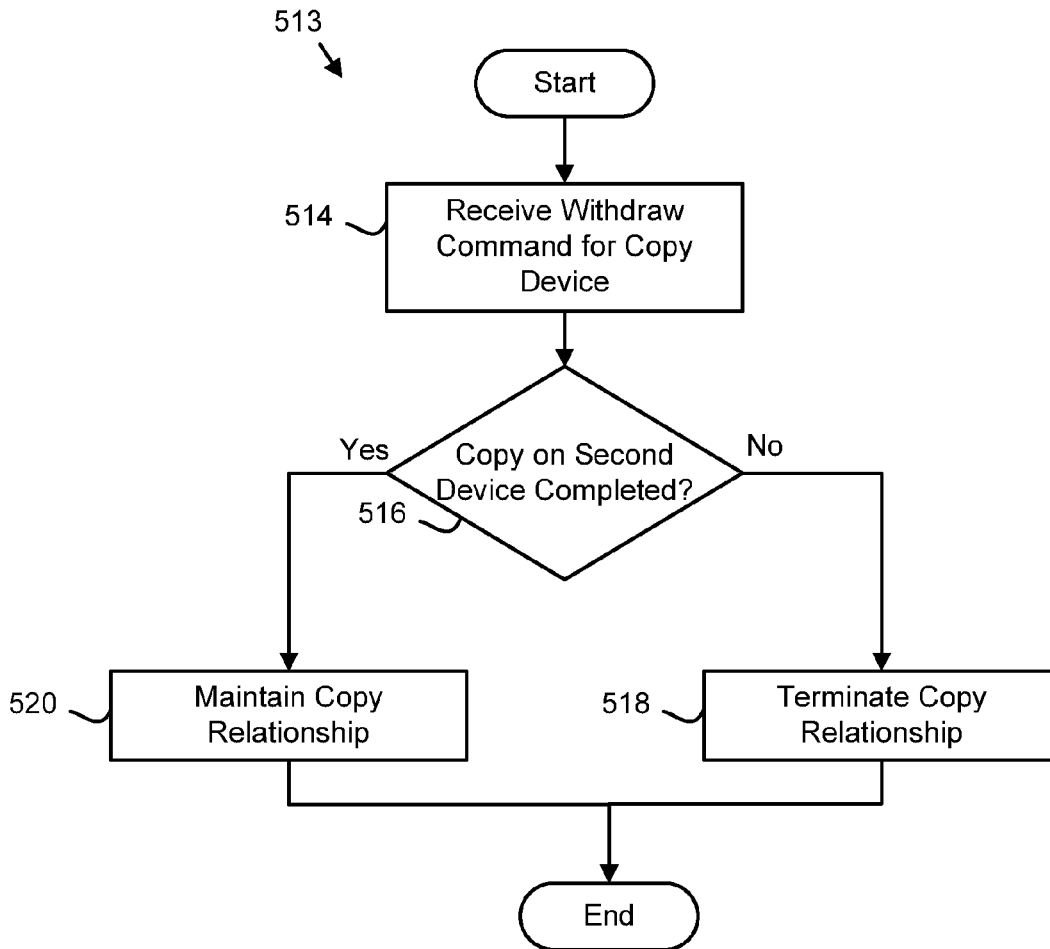 513
Start
514
Receive Withdraw
Command for Copy
Device
Yes
No
Copy on Second
Device Completed?
516
520
Maintain Copy
Relationship
518
Terminate Copy
Relationship
End